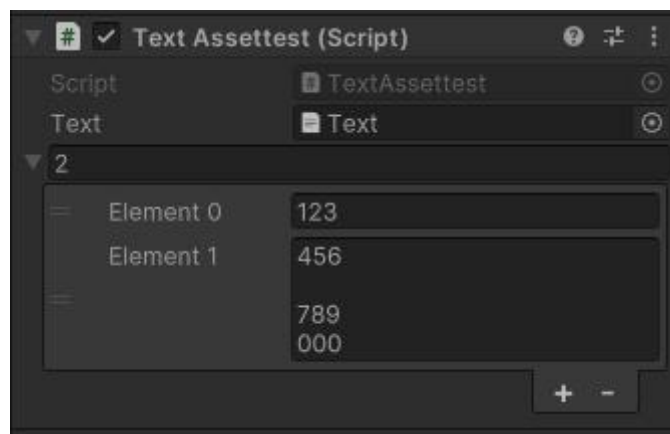 # Text Assettest (Script)
Script # TextAssettest
Text Text
2
Element 0 123
Element 1 456
789
000
+ -